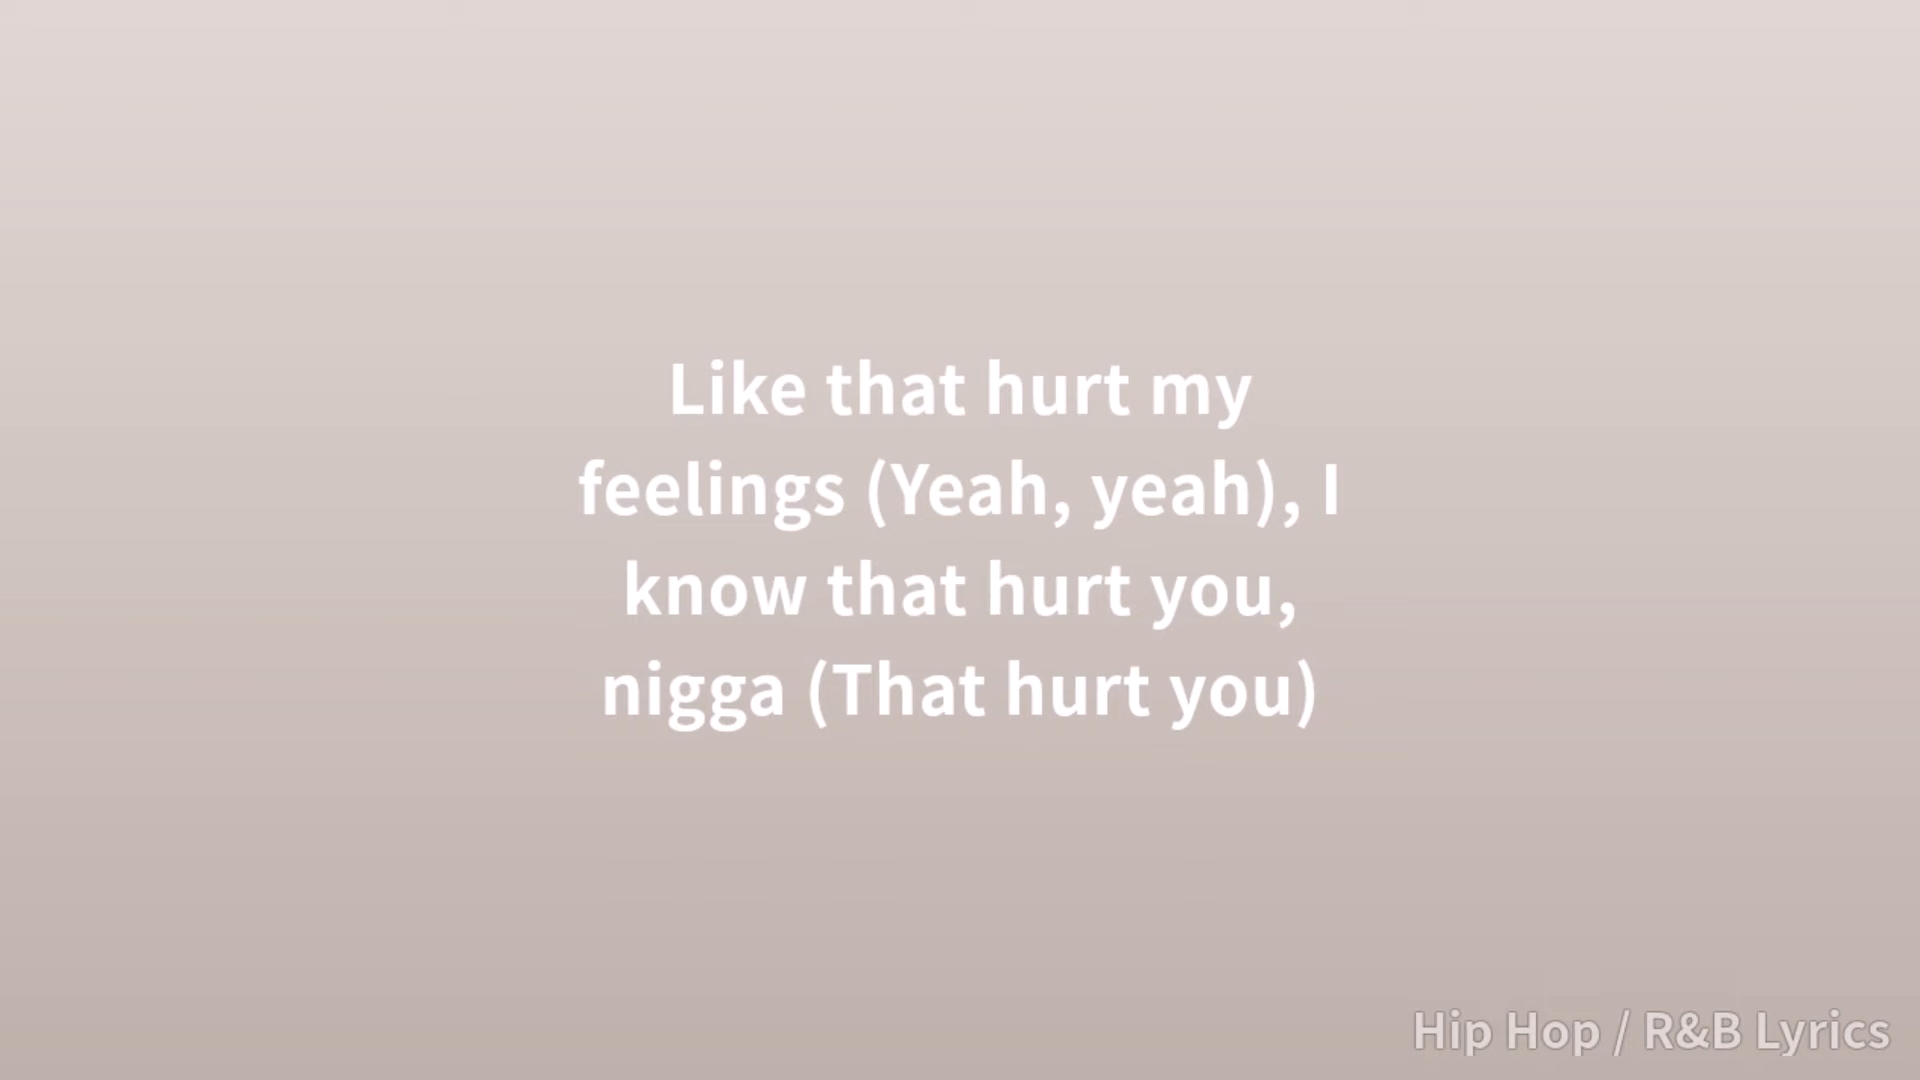 Like that hurt my
feelings (Yeah, yeah), I
know that hurt you,
nigga (That hurt you)
Hip Hop / R&B Lyrics